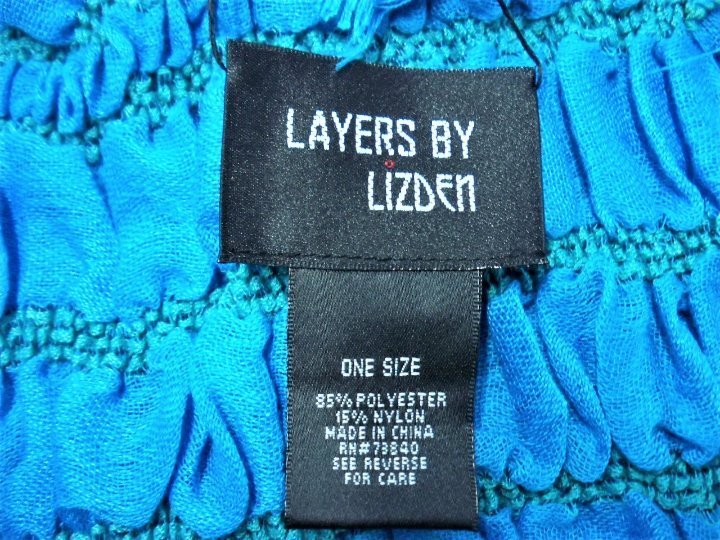 LAYERS BY
LIZDEN
ONE SIZE
85% POLYESTER
15% NYLON
MADE IN CHINA
RN#73840
SEE REVERSE
FOR CARE